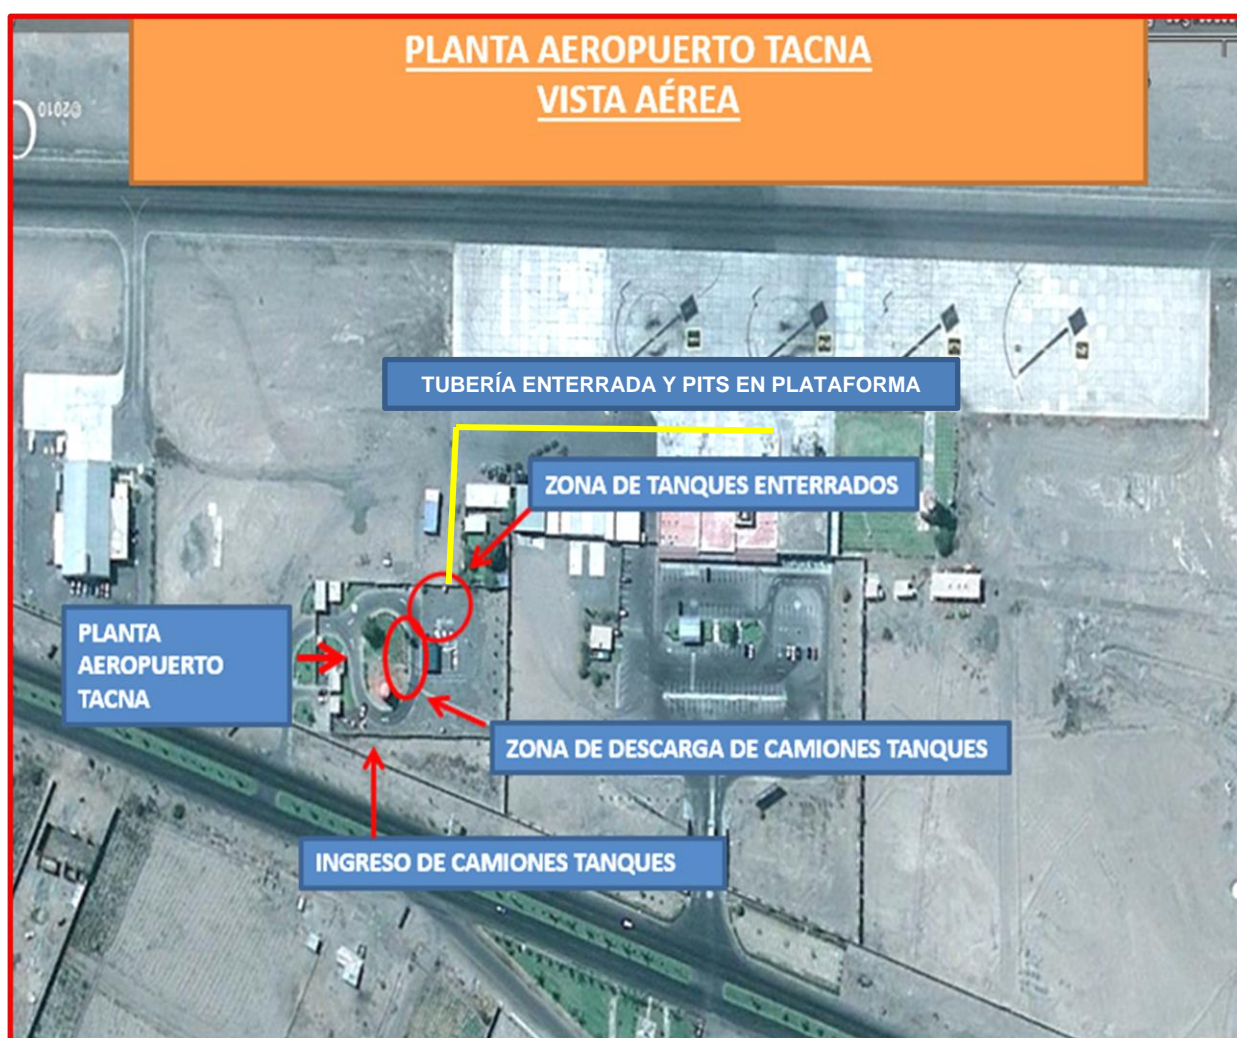 PLANTA AEROPUERTO TACNA
VISTA AÉREA
©2010
TUBERÍA ENTERRADA Y PITS EN PLATAFORMA
ZONA DE TANQUES ENTERRADOS
PLANTA
AEROPUERTO
TACNA
ZONA DE DESCARGA DE CAMIONES TANQUES
INGRESO DE CAMIONES TANQUES